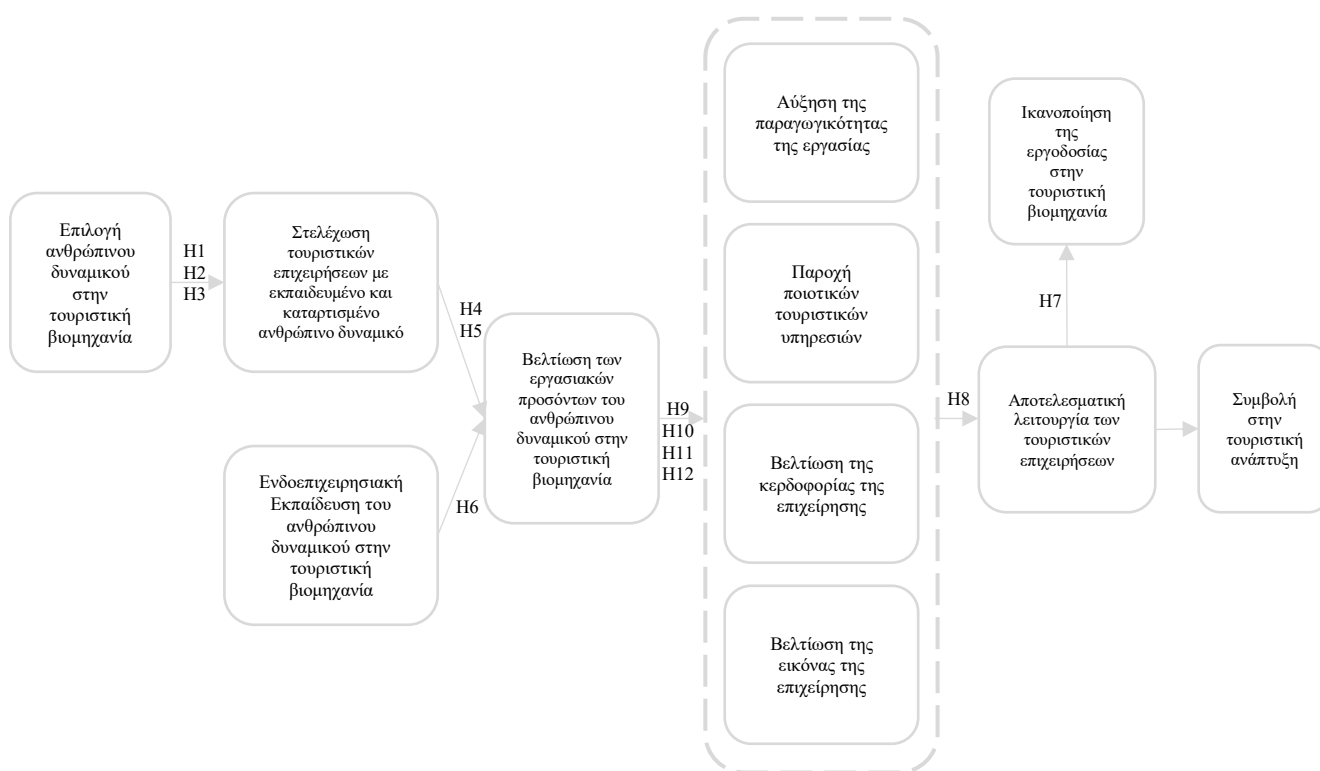 Επιλογή
ανθρώπινου
δυναμικού
στην
τουριστική
βιομηχανία
H1
H2
H3
Στελέχωση
τουριστικών
επιχειρήσεων με
εκπαιδευμένο και
καταρτισμένο
ανθρώπινο δυναμικό
Ενδοεπιχειρησιακή
Εκπαίδευση του
ανθρώπινου
δυναμικού στην
τουριστική
βιομηχανία
H4
H5
H6
Βελτίωση των
εργασιακών
προσόντων του
ανθρώπινου
δυναμικού στην
τουριστική
βιομηχανία
H9
H10
H11
H12
Αύξηση της
παραγωγικότητας
της εργασίας
Παροχή
ποιοτικών
τουριστικών
υπηρεσιών
Βελτίωση της
κερδοφορίας της
επιχείρησης
Βελτίωση της
εικόνας της
επιχείρησης
H8
Ικανοποίηση
της
εργοδοσίας
στην
τουριστική
βιομηχανία
H7
Αποτελεσματική
λειτουργία των
τουριστικών
επιχειρήσεων
Συμβολή
στην
τουριστική
ανάπτυξη